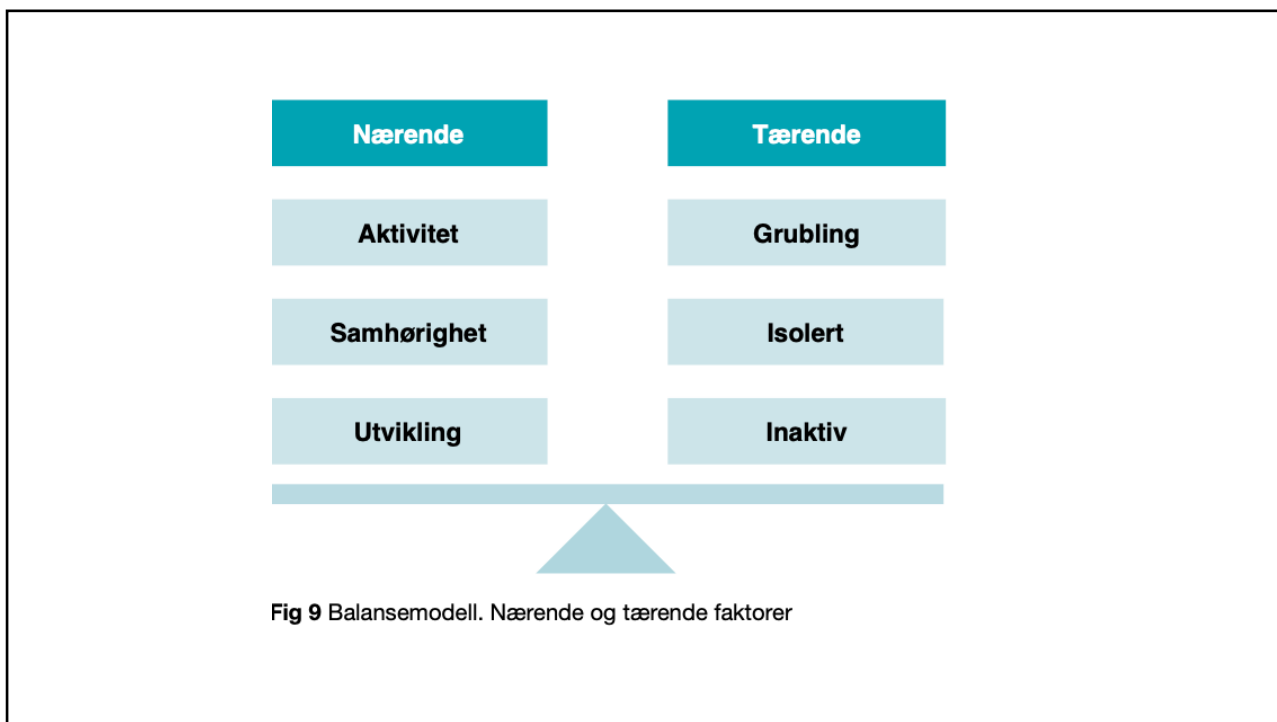 Nærende
Tærende
Aktivitet
Grubling
Samhørighet
Isolert
Utvikling
Inaktiv
Fig 9 Balansemodell. Nærende og tærende faktorer